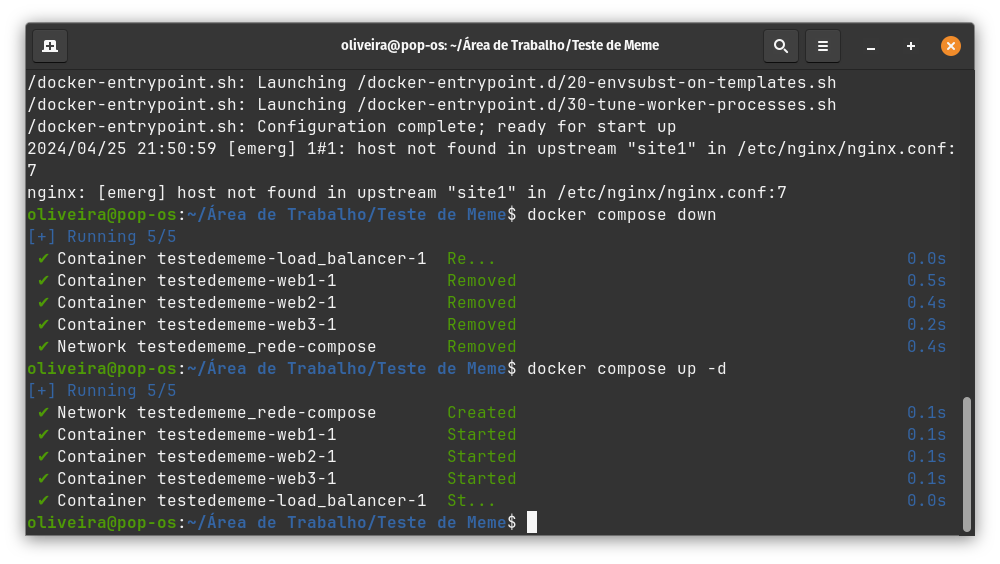 oliveira@pop-os: ~/Área de Trabalho/Teste de Meme
/docker-entrypoint.sh: Launching /docker-entrypoint.d/20-envsubst-on-templates.sh
/docker-entrypoint.sh: Launching /docker-entrypoint.d/30-tune-worker-processes.sh
/docker-entrypoint.sh: Configuration complete; ready for start up
2024/04/25 21:50:59 [emerg] 1#1: host not found in upstream "site1" in /etc/nginx/nginx.conf:
7
nginx: [emerg] host not found in upstream "site1" in /etc/nginx/nginx.conf:7
oliveira@pop-os:~/Área de Trabalho/Teste de Meme$ docker compose down
[+] Running 5/5
✔ Container testedememe-load_balancer-1 Re... 0.0s
✔ Container testedememe-web1-1 Removed 0.5s
✔ Container testedememe-web2-1 Removed 0.4s
✔ Container testedememe-web3-1 Removed 0.2s
✔ Network testedememe_rede-compose Removed 0.4s
oliveira@pop-os:~/Área de Trabalho/Teste de Meme$ docker compose up -d
[+] Running 5/5
✔ Network testedememe_rede-compose Created 0.1s
✔ Container testedememe-web1-1 Started 0.1s
✔ Container testedememe-web2-1 Started 0.1s
✔ Container testedememe-web3-1 Started 0.1s
✔ Container testedememe-load_balancer-1 St... 0.0s
oliveira@pop-os:~/Área de Trabalho/Teste de Meme$